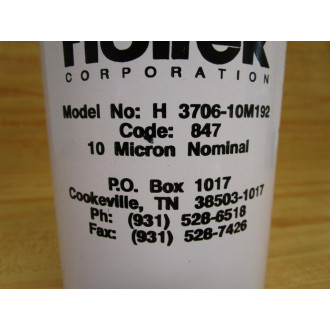 CORPORATION
Model No: H 3706-10M192
Code: 847
10 Micron Nominal
P.O. Box 1017
Cookeville, TN 38503-1017
Ph: (931) 528-6518
Fax: (931) 528-7426